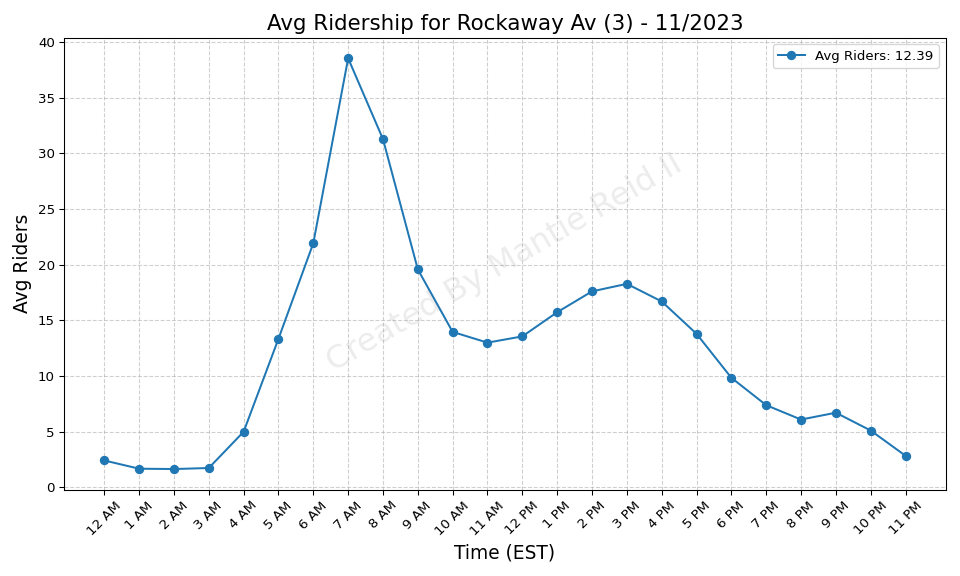 Avg Ridership for Rockaway Av (3) - 11/2023
Avg Riders: 12.39
Avg Riders
40
35
30
25
20
15
10
5
0
Created By Mantle Reid II
12 AM
1 AM
2 AM
3 AM
4 AM
5 AM
6 AM
7 AM
8 AM
9 AM
10 AM
11 AM
12 PM
1 PM
2 PM
3 PM
4 PM
5 PM
6 PM
7 PM
8 PM
9 PM
10 PM
11 PM
Time (EST)